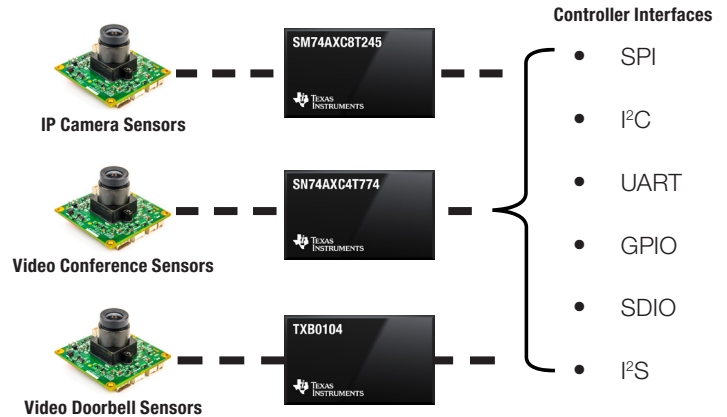 Controller Interfaces
SM74AXC8T245
TEXAS
INSTRUMENTS
IP Camera Sensors
SN74AXC4T774
TEXAS
INSTRUMENTS
Video Conference Sensors
TXB0104
TEXAS
INSTRUMENTS
Video Doorbell Sensors
• SPI
• I²C
• UART
• GPIO
• SDIO
• I²S